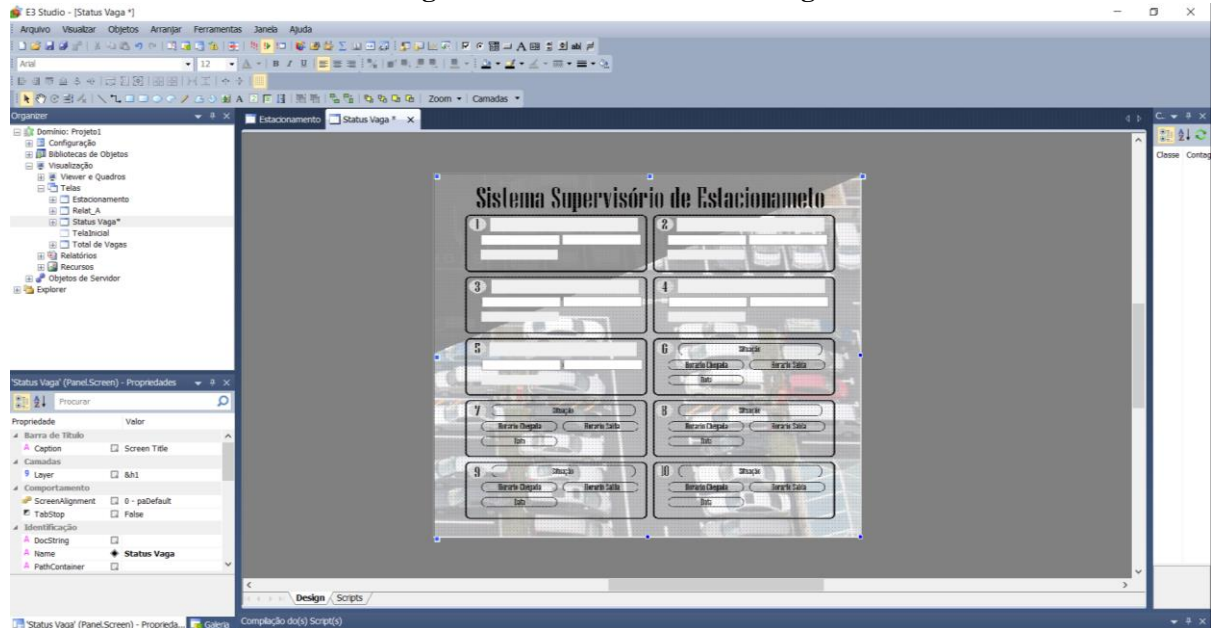 E3 Studio - [Status Vaga *]
Arquivo Visualizar Objetos Arranjar Ferramentas Janela Ajuda
Arial 12
Zoom Camadas
Organizer
Domínio: Projeto1
Configuração
Bibliotecas de Objetos
Visualização
Viewer e Quadros
Telas
Estacionamento
Relat_A
Status Vaga*
TelaInicial
Total de Vagas
Relatórios
Recursos
Objetos de Servidor
Explorer
'Status Vaga' (Panel.Screen) - Propriedades
Procurar
Propriedade Valor
Barra de Título
Caption Screen Title
Camadas
Layer &h1
Comportamento
ScreenAlignment 0 - paDefault
TabStop False
Identificação
DocString
Name Status Vaga
PathContainer
'Status Vaga' (Panel.Screen) - Proprieda... Galeria
Estacionamento Status Vaga * X
Sistema Supervisório de Estacionameto
1 2
3 4
5 6 Situação
Horario Chegada Horario Saida
Data
7 Situação 8 Situação
Horario Chegada Horario Saida Horario Chegada Horario Saida
Data Data
9 Situação 10 Situação
Horario Chegada Horario Saida Horario Chegada Horario Saida
Data Data
Design Scripts
Compilação do(s) Script(s)
C..
Classe Contag